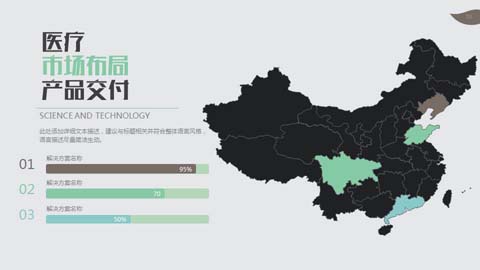 医疗
市场布局
产品交付
SCIENCE AND TECHNOLOGY
此处添加详细文本描述，建议与标题相关并符合整体语言风格，
语言描述尽量简洁生动。
01
解决方案名称
95%
02
解决方案名称
70
03
解决方案名称
50%